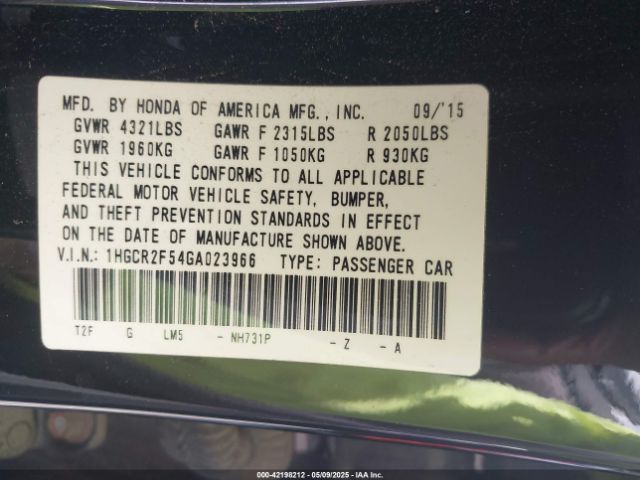 MFD. BY HONDA OF AMERICA MFG., INC. 09/'15
GVWR 4321LBS GAWR F 2315LBS R 2050LBS
GVWR 1960KG GAWR F 1050KG R 930KG
THIS VEHICLE CONFORMS TO ALL APPLICABLE
FEDERAL MOTOR VEHICLE SAFETY, BUMPER,
AND THEFT PREVENTION STANDARDS IN EFFECT
ON THE DATE OF MANUFACTURE SHOWN ABOVE.
V.I.N.: 1HGCR2F54GA023966 TYPE: PASSENGER CAR
T2F G LM5 - NH731P - Z - A
000-42198212 - 05/09/2025 - IAA Inc.